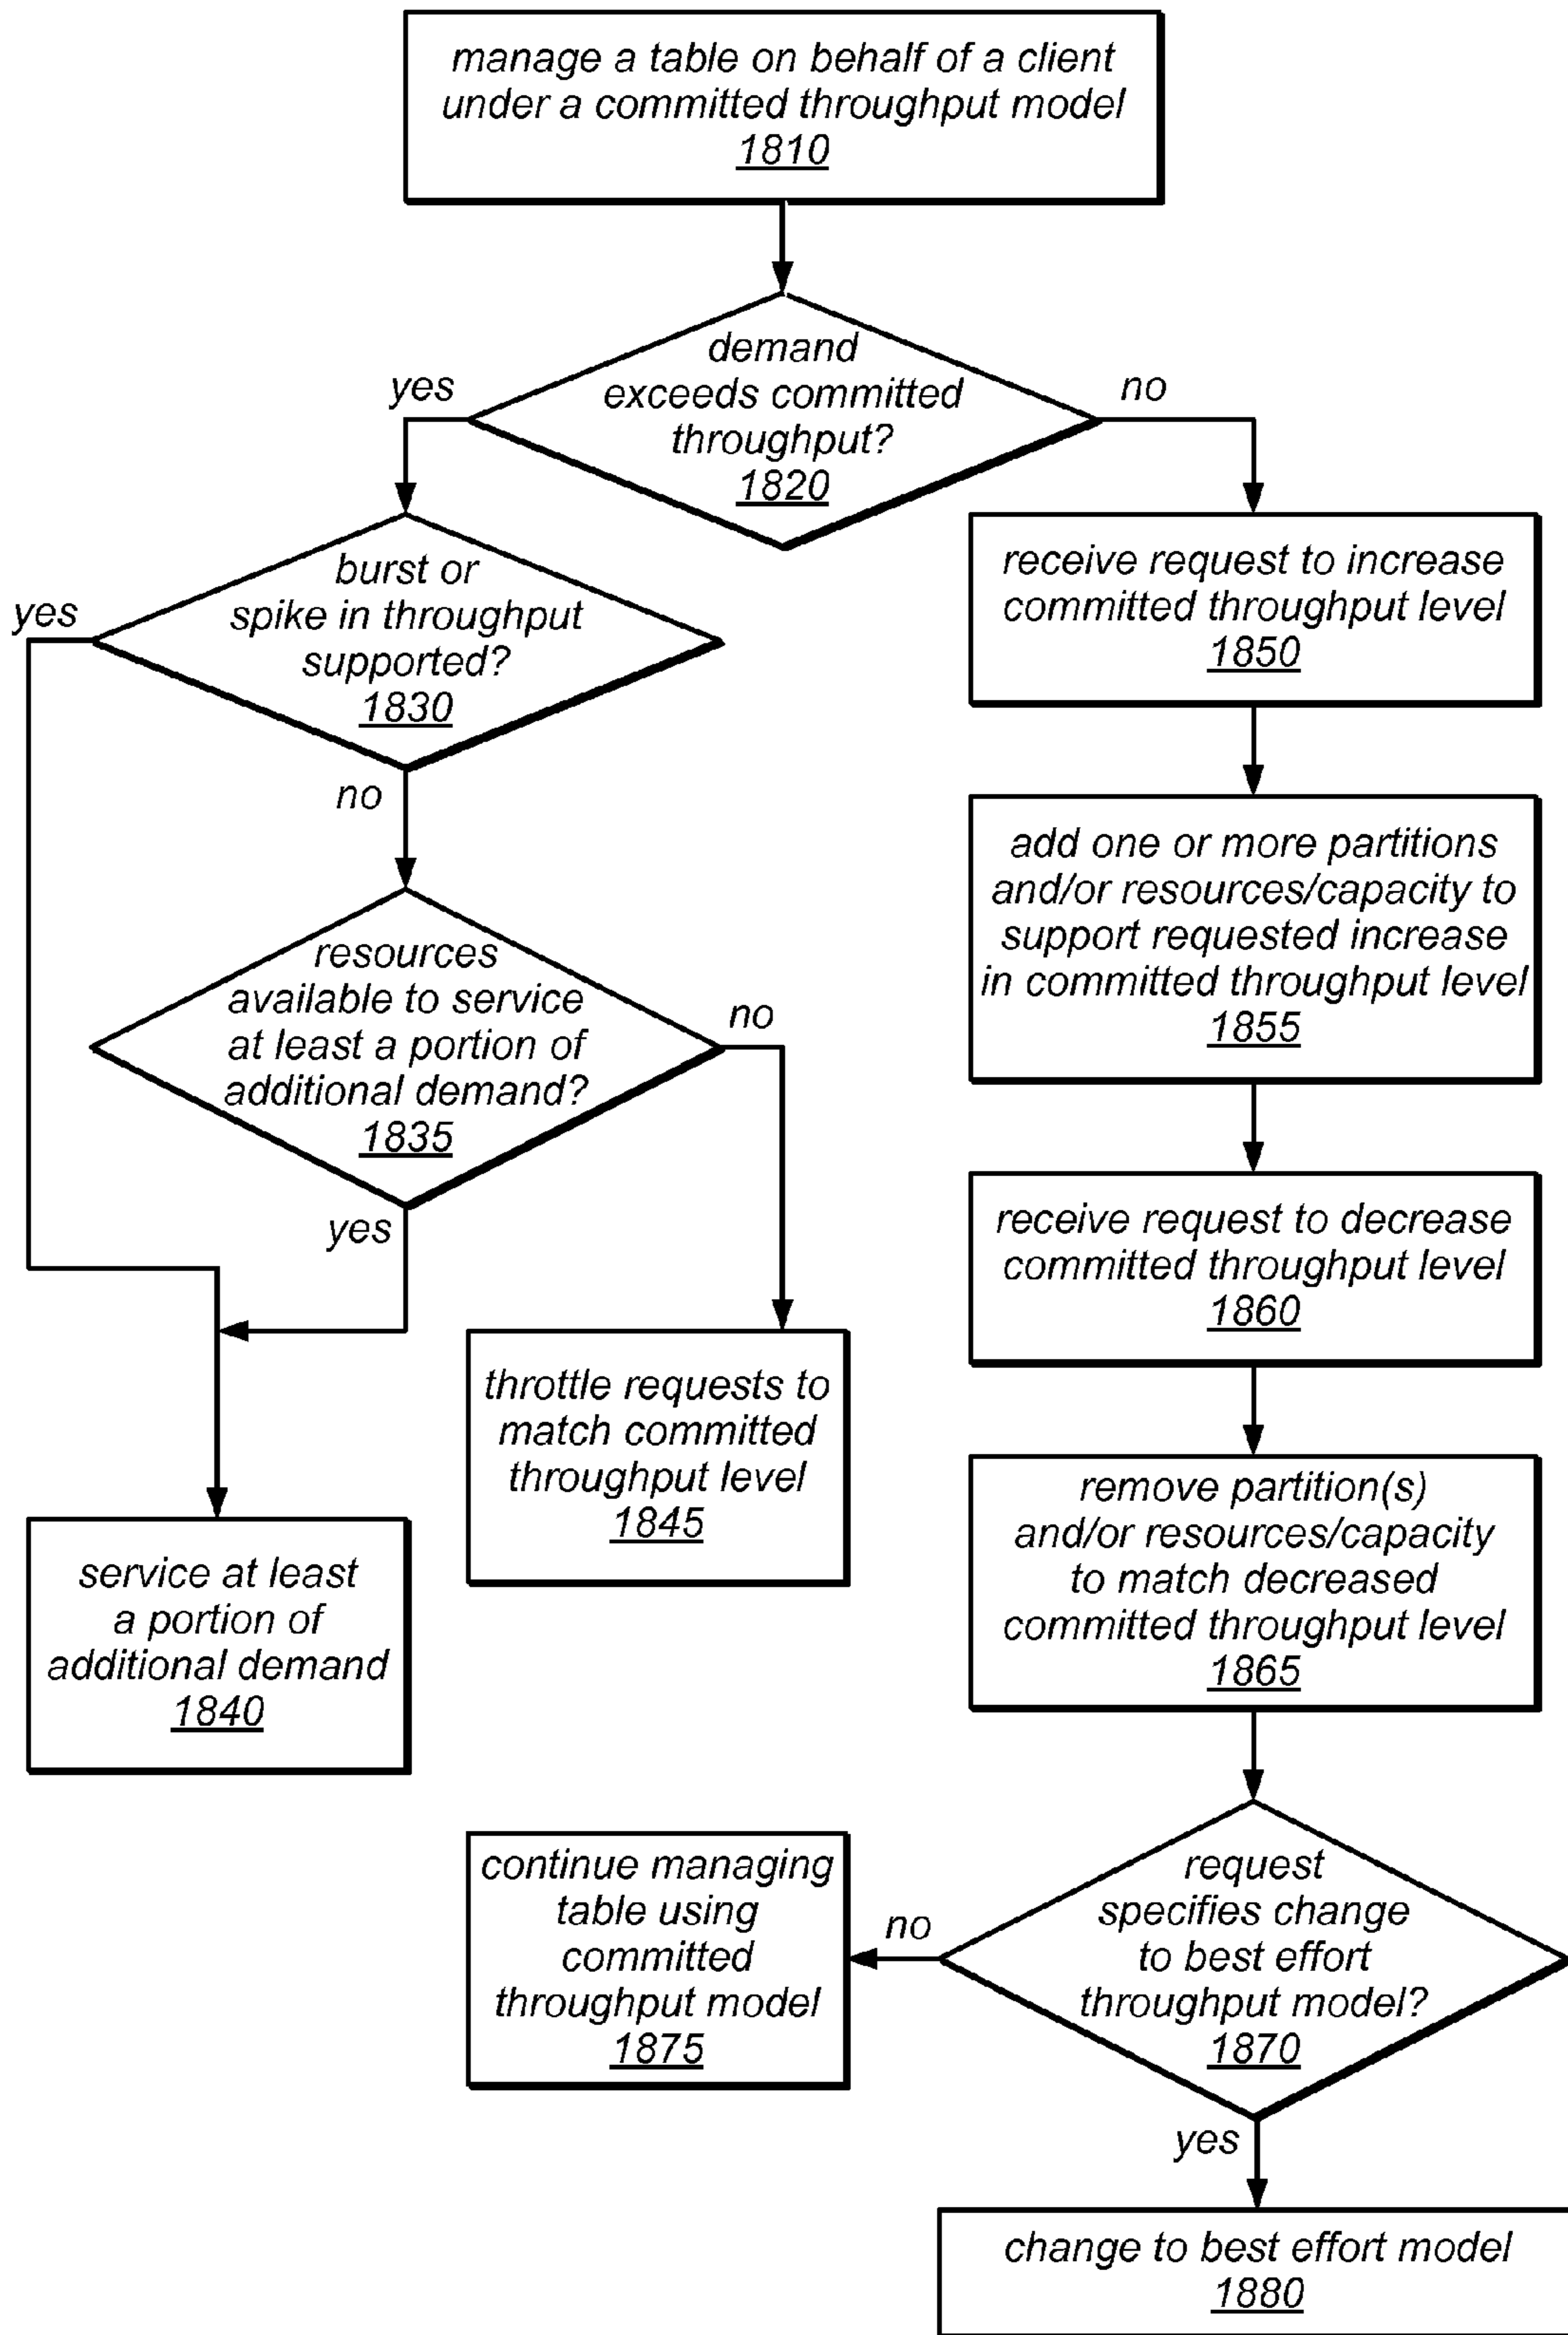 manage a table on behalf of a client
under a committed throughput model
1810
demand
exceeds committed
throughput?
1820
yes
no
burst or
spike in throughput
supported?
1830
yes
no
resources
available to service
at least a portion of
additional demand?
1835
no
yes
throttle requests to
match committed
throughput level
1845
service at least
a portion of
additional demand
1840
receive request to increase
committed throughput level
1850
add one or more partitions
and/or resources/capacity to
support requested increase
in committed throughput level
1855
receive request to decrease
committed throughput level
1860
remove partition(s)
and/or resources/capacity
to match decreased
committed throughput level
1865
request
specifies change
to best effort
throughput model?
1870
no
continue managing
table using
committed
throughput model
1875
yes
change to best effort model
1880